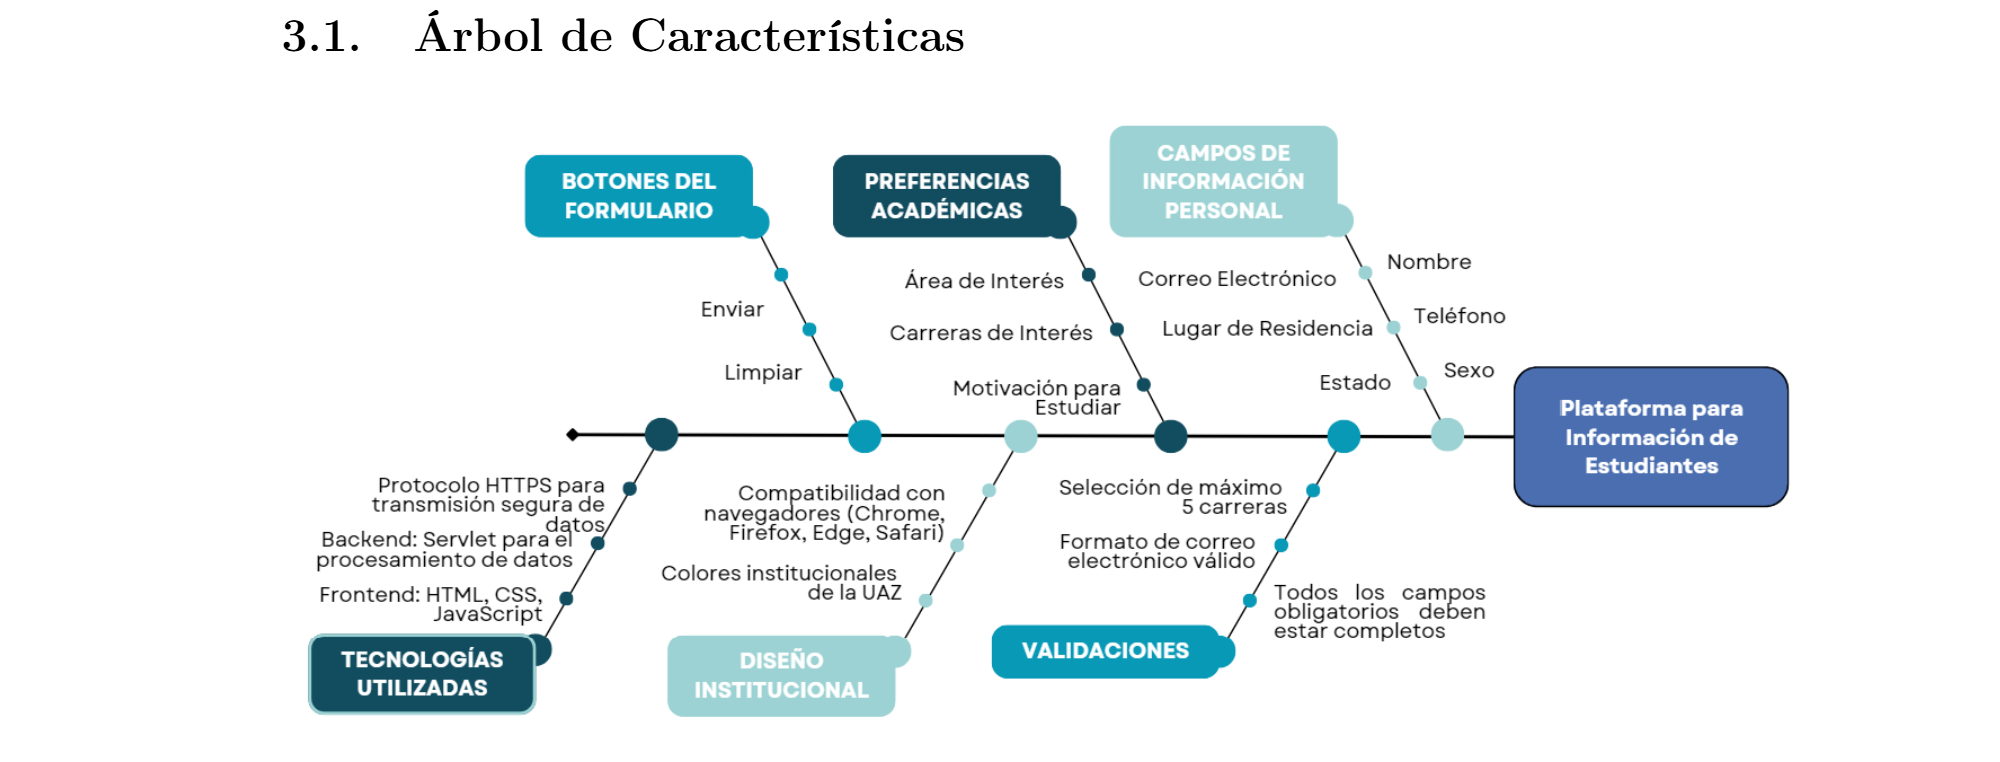 3.1. Árbol de Características
BOTONES DEL
FORMULARIO
Enviar
Limpiar
PREFERENCIAS
ACADÉMICAS
Área de Interés
Carreras de Interés
Motivación para
Estudiar
CAMPOS DE
INFORMACIÓN
PERSONAL
Nombre
Correo Electrónico
Teléfono
Lugar de Residencia
Sexo
Estado
Plataforma para
Información de
Estudiantes
Protocolo HTTPS para
transmisión segura de
datos
Backend: Servlet para el
procesamiento de datos
Frontend: HTML, CSS,
JavaScript
TECNOLOGÍAS
UTILIZADAS
Compatibilidad con
navegadores (Chrome,
Firefox, Edge, Safari)
Colores institucionales
de la UAZ
DISEÑO
INSTITUCIONAL
Selección de máximo
5 carreras
Formato de correo
electrónico válido
Todos los campos
obligatorios deben
estar completos
VALIDACIONES